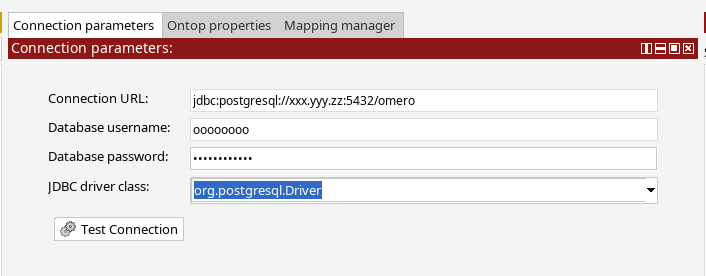 Connection parameters Ontop properties Mapping manager
Connection parameters:
Connection URL: jdbc:postgresql://xxx.yyy.zz:5432/omero
Database username: oooooooo
Database password: ••••••••••••
JDBC driver class: org.postgresql.Driver
Test Connection